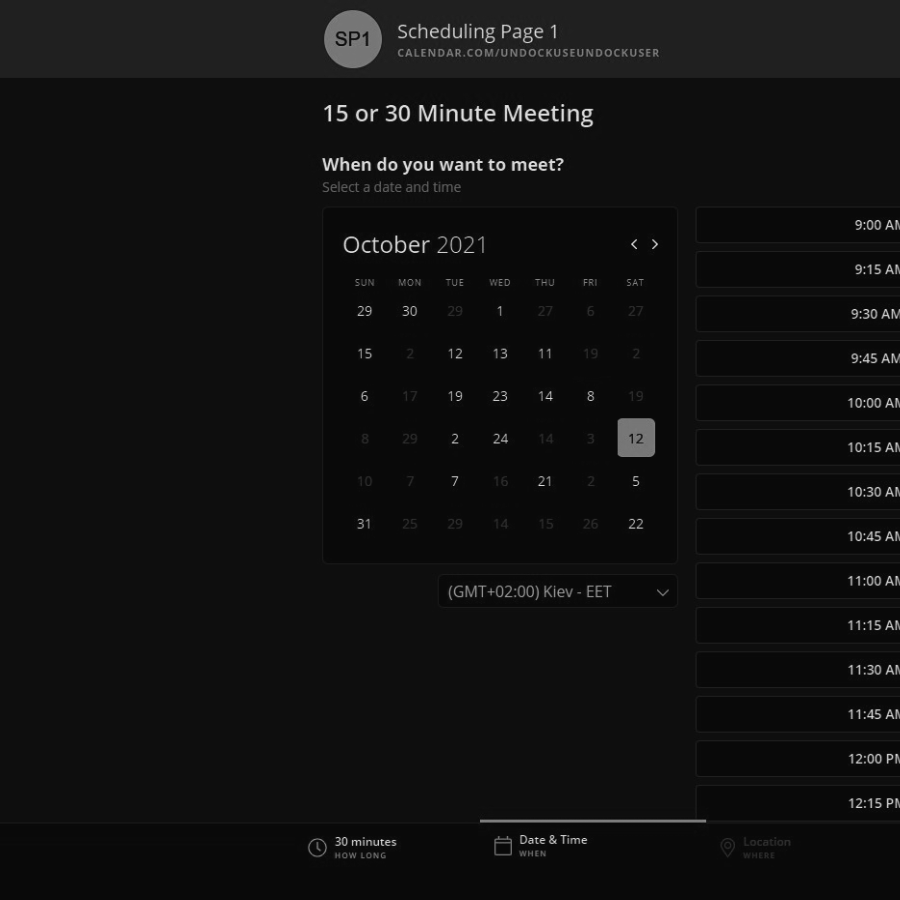 SP1
Scheduling Page 1
CALENDAR.COM/UNDOCKUSEUNDOCKUSER
15 or 30 Minute Meeting
When do you want to meet?
Select a date and time
October 2021
SUN MON TUE WED THU FRI SAT
29 30 29 1 27 6 27
15 2 12 13 11 19 2
6 17 19 23 14 8 19
8 29 2 24 14 3 12
10 7 7 16 21 2 5
31 25 29 14 15 26 22
(GMT+02:00) Kiev - EET
9:00 AM
9:15 AM
9:30 AM
9:45 AM
10:00 AM
10:15 AM
10:30 AM
10:45 AM
11:00 AM
11:15 AM
11:30 AM
11:45 AM
12:00 PM
12:15 PM
30 minutes
HOW LONG
Date & Time
WHEN
Location
WHERE